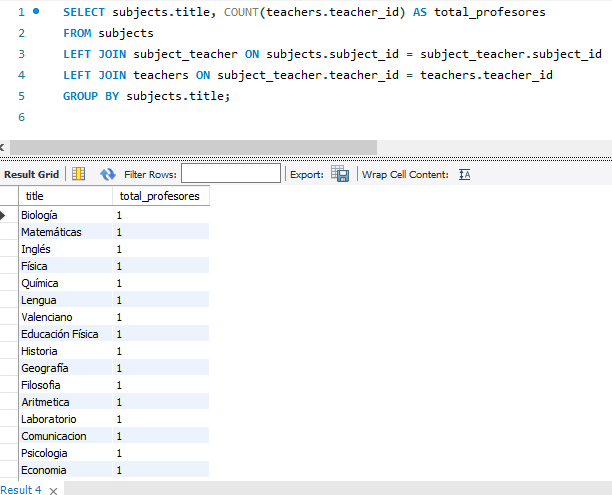 1 SELECT subjects.title, COUNT(teachers.teacher_id) AS total_profesores
2 FROM subjects
3 LEFT JOIN subject_teacher ON subjects.subject_id = subject_teacher.subject_id
4 LEFT JOIN teachers ON subject_teacher.teacher_id = teachers.teacher_id
5 GROUP BY subjects.title;
6
Result Grid Filter Rows: Export: Wrap Cell Content:
title total_profesores
Biología 1
Matemáticas 1
Inglés 1
Física 1
Química 1
Lengua 1
Valenciano 1
Educación Física 1
Historia 1
Geografía 1
Filosofia 1
Aritmetica 1
Laboratorio 1
Comunicacion 1
Psicologia 1
Economia 1
Result 4